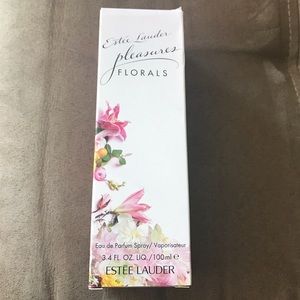 Estée Lauder
pleasures
FLORALS
Eau de Parfum Spray/Vaporisateur
3.4 FL. OZ. LIQ./100ml e
ESTĒE LAUDER